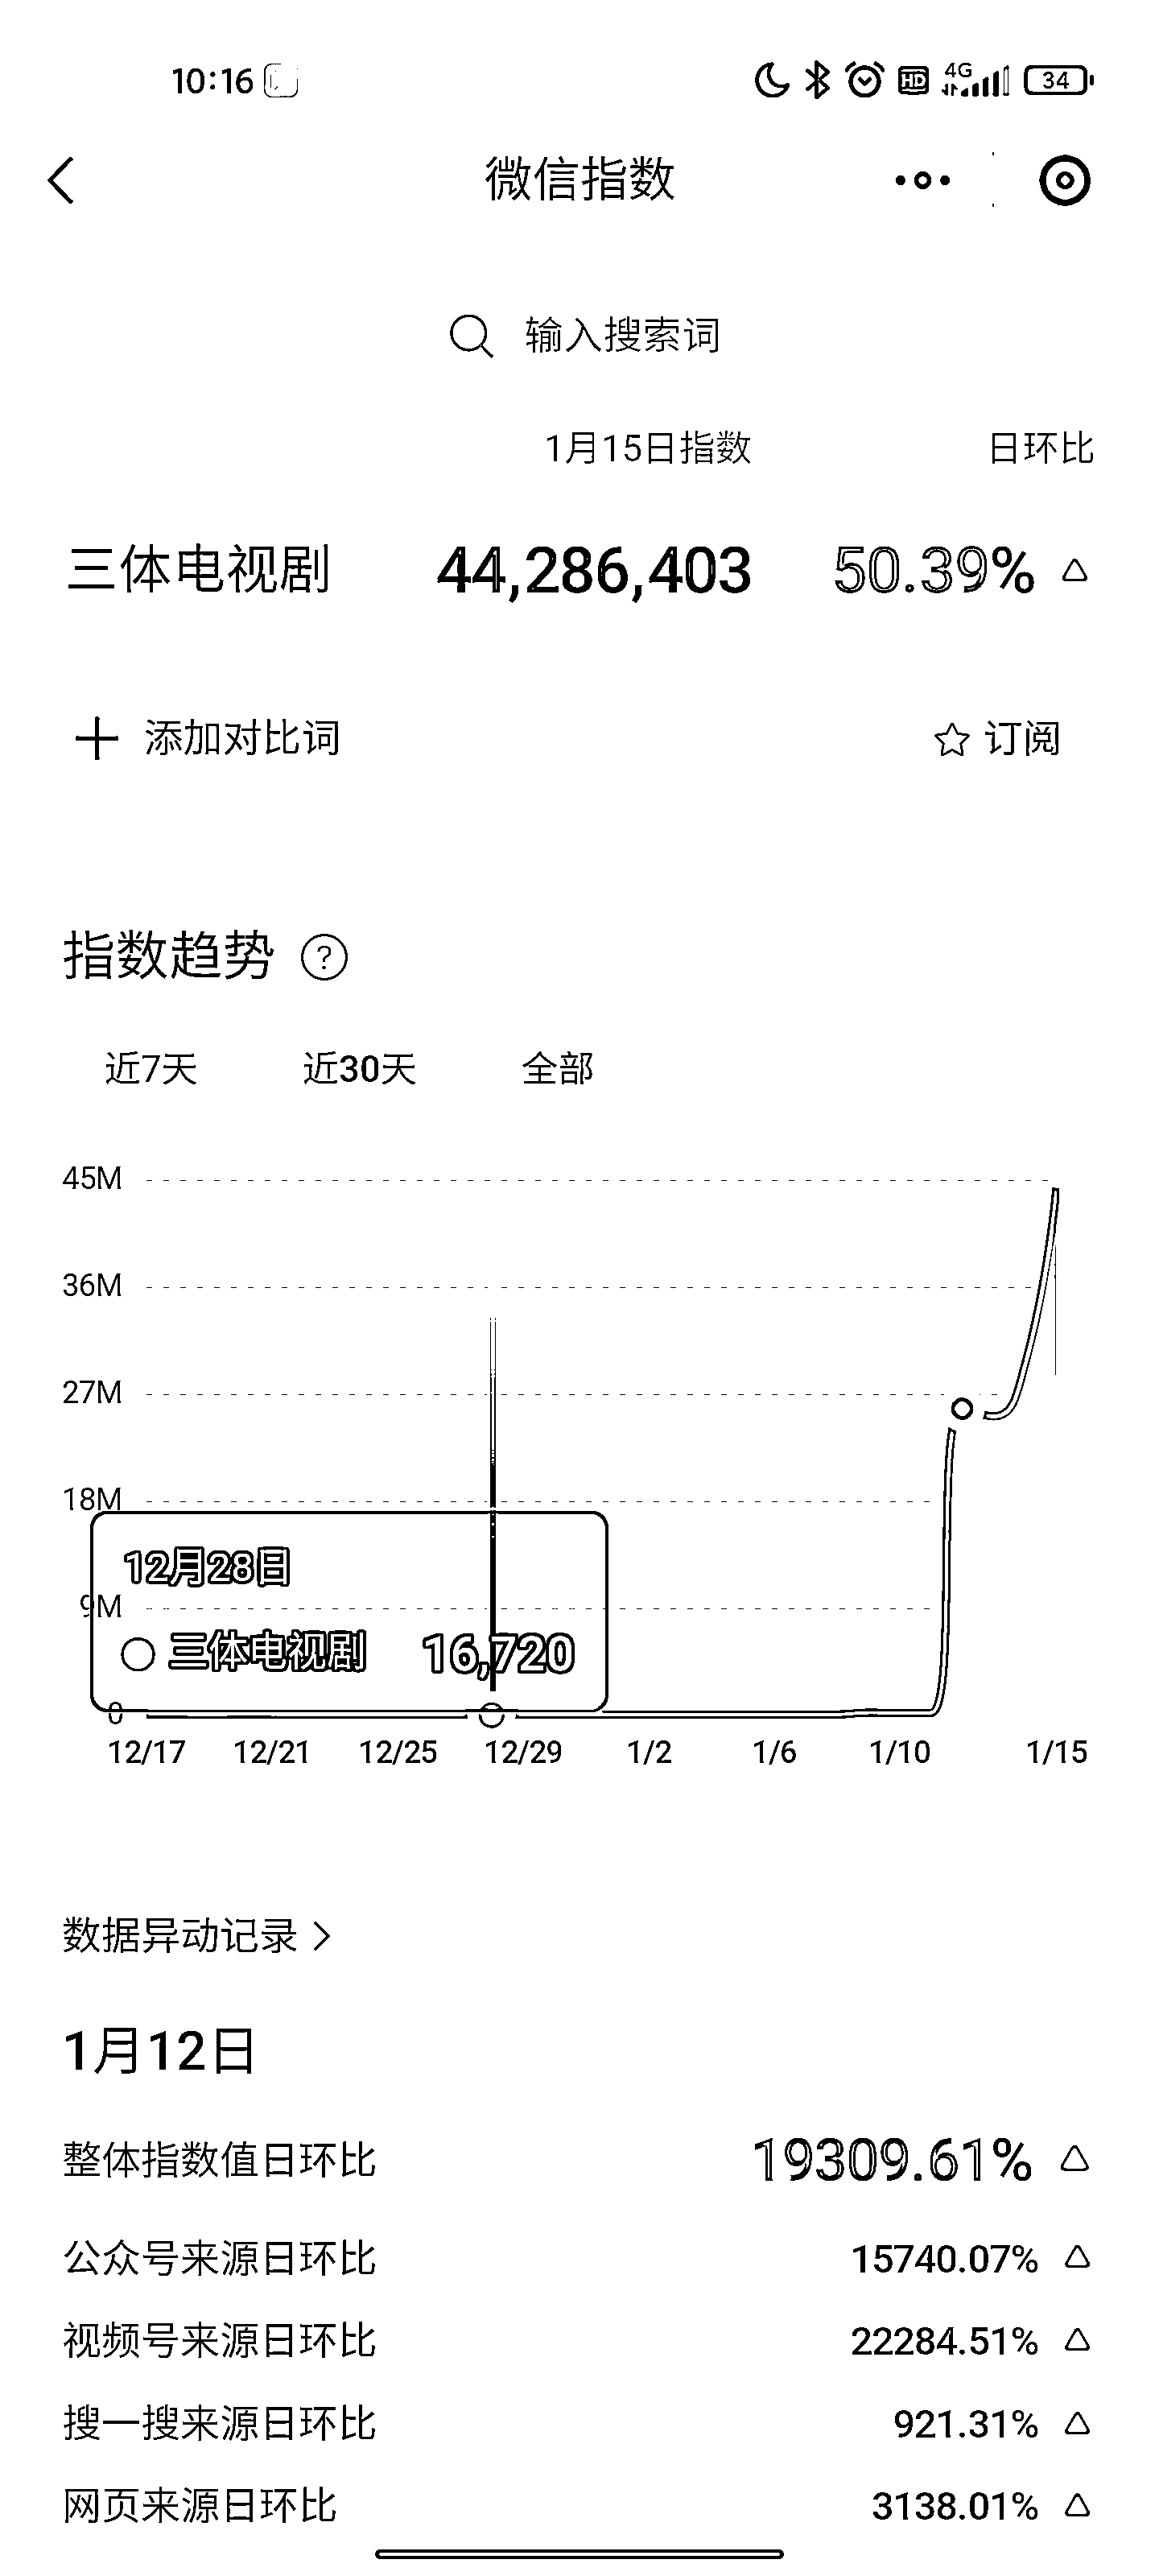 10:16 HD 4G 34
微信指数
输入搜索词
1月15日指数 日环比
三体电视剧 44,286,403 50.39%
添加对比词 订阅
指数趋势 ?
近7天 近30天 全部
45M
36M
27M
18M
12月28日
9M
三体电视剧 16,720
0
12/17 12/21 12/25 12/29 1/2 1/6 1/10 1/15
数据异动记录
1月12日
整体指数值日环比 19309.61%
公众号来源日环比 15740.07%
视频号来源日环比 22284.51%
搜一搜来源日环比 921.31%
网页来源日环比 3138.01%